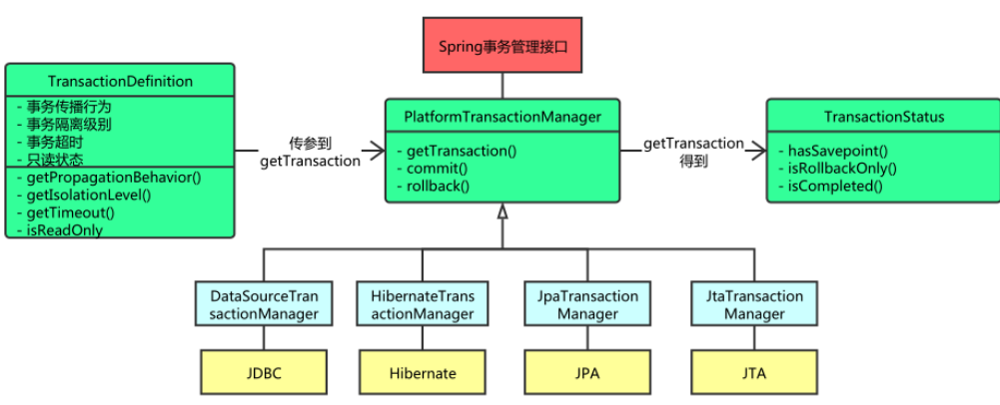 Spring事务管理接口
TransactionDefinition
- 事务传播行为
- 事务隔离级别
- 事务超时
- 只读状态
- getPropagationBehavior()
- getIsolationLevel()
- getTimeout()
- isReadOnly
传参到
getTransaction
PlatformTransactionManager
- getTransaction()
- commit()
- rollback()
getTransaction
得到
TransactionStatus
- hasSavepoint()
- isRollbackOnly()
- isCompleted()
DataSourceTran
sactionManager
HibernateTrans
actionManager
JpaTransaction
Manager
JtaTransaction
Manager
JDBC
Hibernate
JPA
JTA